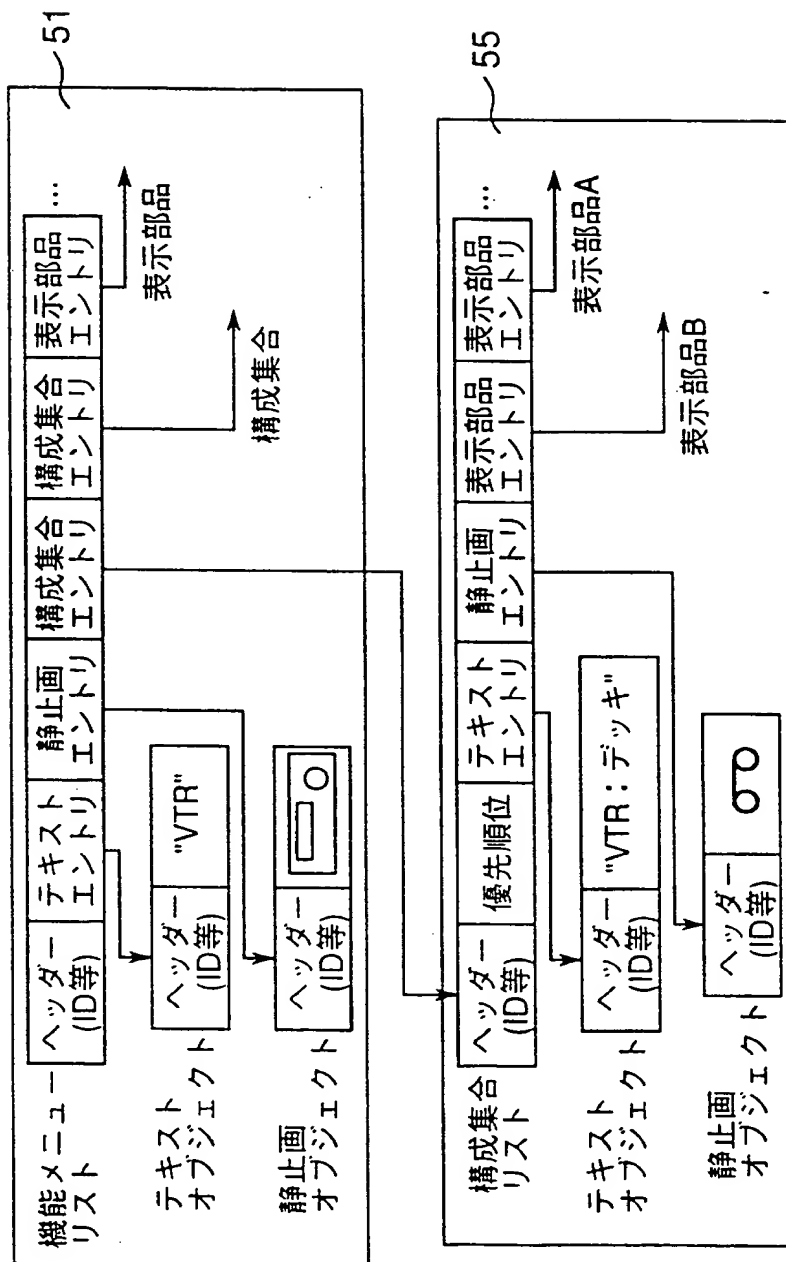 機能メニュー
リスト
ヘッダー
(ID等)
テキスト
エントリ
静止画
エントリ
構成集合
エントリ
構成集合
エントリ
表示部品
エントリ
…
テキスト
オブジェクト
ヘッダー
(ID等)
"VTR"
構成集合
表示部品
静止画
オブジェクト
ヘッダー
(ID等)
51
構成集合
リスト
ヘッダー
(ID等)
優先順位
テキスト
エントリ
静止画
エントリ
表示部品
エントリ
表示部品
エントリ
…
テキスト
オブジェクト
ヘッダー
(ID等)
"VTR：デッキ"
表示部品B
表示部品A
静止画
オブジェクト
ヘッダー
(ID等)
55